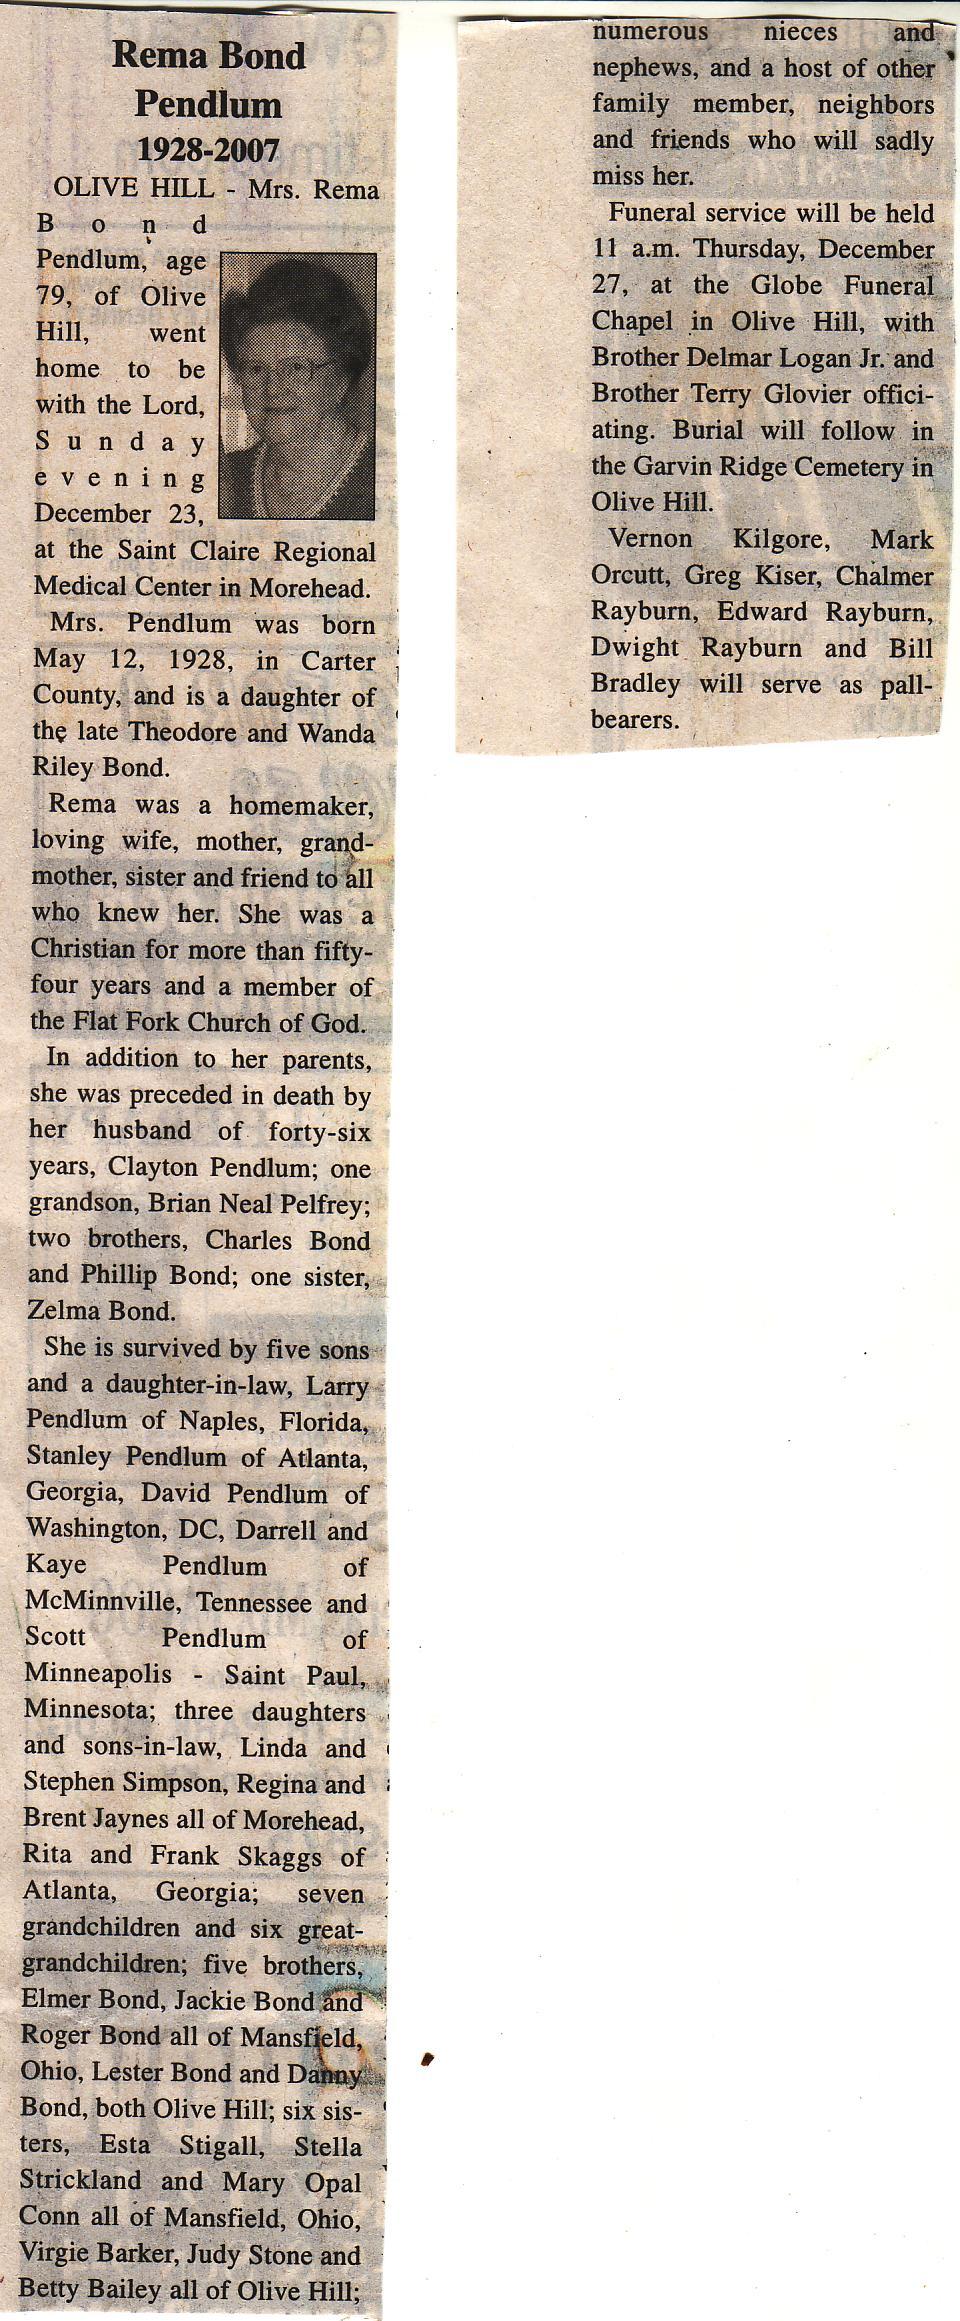 Rema Bond
Pendlum
1928-2007
OLIVE HILL - Mrs. Rema
Bond
Pendlum, age
79, of Olive
Hill, went
home to be
with the Lord,
Sunday
evening
December 23,
at the Saint Claire Regional
Medical Center in Morehead.
Mrs. Pendlum was born
May 12, 1928, in Carter
County, and is a daughter of
the late Theodore and Wanda
Riley Bond.
Rema was a homemaker,
loving wife, mother, grand-
mother, sister and friend to all
who knew her. She was a
Christian for more than fifty-
four years and a member of
the Flat Fork Church of God.
In addition to her parents,
she was preceded in death by
her husband of forty-six
years, Clayton Pendlum; one
grandson, Brian Neal Pelfrey;
two brothers, Charles Bond
and Phillip Bond; one sister,
Zelma Bond.
She is survived by five sons
and a daughter-in-law, Larry
Pendlum of Naples, Florida,
Stanley Pendlum of Atlanta,
Georgia, David Pendlum of
Washington, DC, Darrell and
Kaye Pendlum of
McMinnville, Tennessee and
Scott Pendlum of
Minneapolis - Saint Paul,
Minnesota; three daughters
and sons-in-law, Linda and
Stephen Simpson, Regina and
Brent Jaynes all of Morehead,
Rita and Frank Skaggs of
Atlanta, Georgia; seven
grandchildren and six great-
grandchildren; five brothers,
Elmer Bond, Jackie Bond and
Roger Bond all of Mansfield,
Ohio, Lester Bond and Danny
Bond, both Olive Hill; six sis-
ters, Esta Stigall, Stella
Strickland and Mary Opal
Conn all of Mansfield, Ohio,
Virgie Barker, Judy Stone and
Betty Bailey all of Olive Hill;
numerous nieces and
nephews, and a host of other
family member, neighbors
and friends who will sadly
miss her.
Funeral service will be held
11 a.m. Thursday, December
27, at the Globe Funeral
Chapel in Olive Hill, with
Brother Delmar Logan Jr. and
Brother Terry Glovier offici-
ating. Burial will follow in
the Garvin Ridge Cemetery in
Olive Hill.
Vernon Kilgore, Mark
Orcutt, Greg Kiser, Chalmer
Rayburn, Edward Rayburn,
Dwight Rayburn and Bill
Bradley will serve as pall-
bearers.